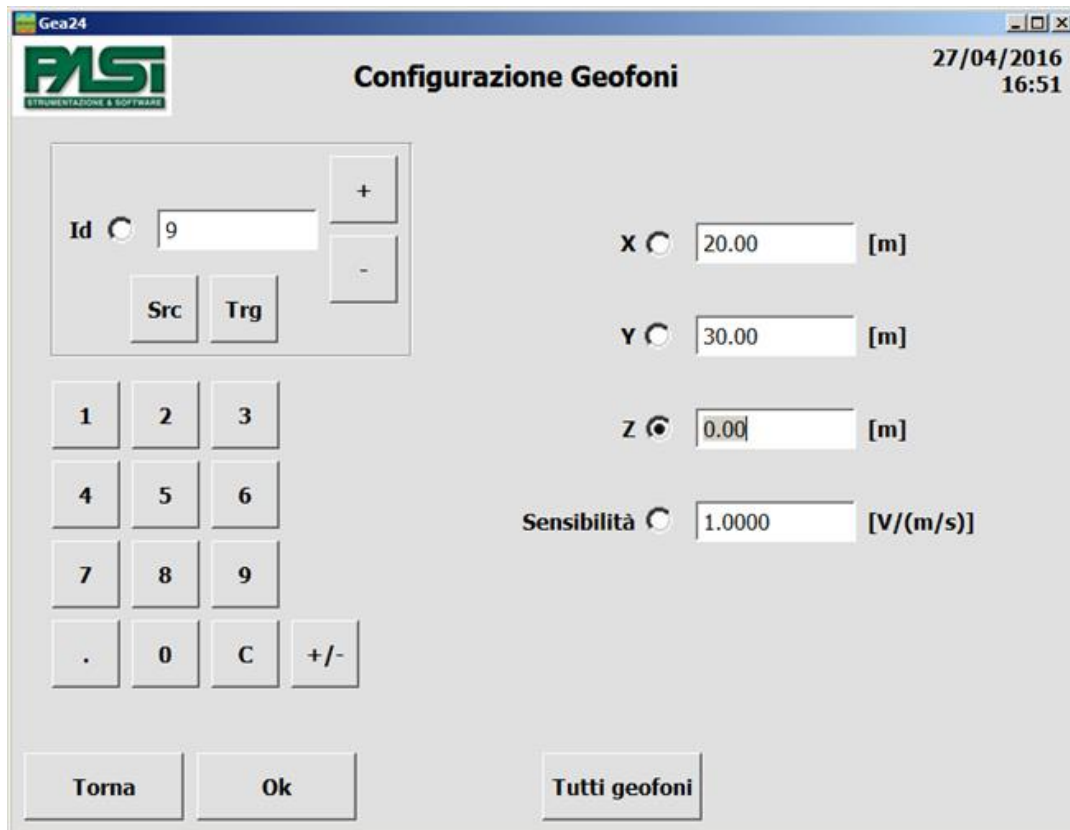 Gea24
PASI
STRUMENTAZIONE & SOFTWARE
Configurazione Geofoni
27/04/2016
16:51
Id 9
+
-
Src Trg
X 20.00 [m]
Y 30.00 [m]
Z 0.00 [m]
Sensibilità 1.0000 [V/(m/s)]
1 2 3
4 5 6
7 8 9
. 0 C +/-
Torna Ok Tutti geofoni